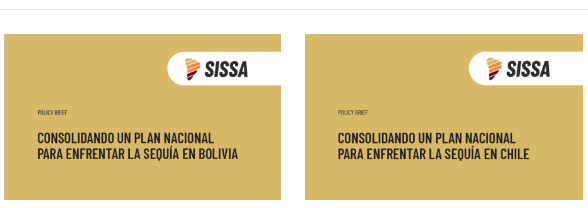 SISSA
POLICY BRIEF
CONSOLIDANDO UN PLAN NACIONAL
PARA ENFRENTAR LA SEQUÍA EN BOLIVIA
SISSA
POLICY BRIEF
CONSOLIDANDO UN PLAN NACIONAL
PARA ENFRENTAR LA SEQUÍA EN CHILE